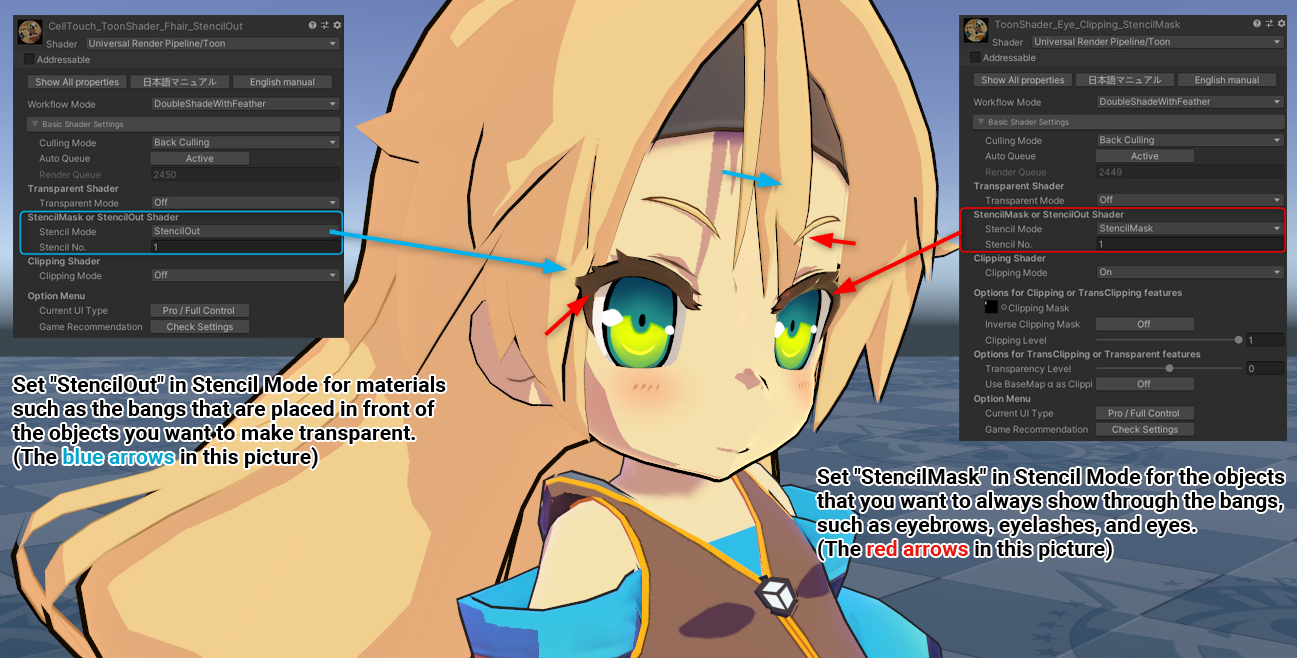 CellTouch_ToonShader_Fhair_StencilOut
Shader Universal Render Pipeline/Toon
Addressable
Show All properties 日本語マニュアル English manual
Workflow Mode DoubleShadeWithFeather
Basic Shader Settings
Culling Mode Back Culling
Auto Queue Active
Render Queue 2450
Transparent Shader
Transparent Mode Off
StencilMask or StencilOut Shader
Stencil Mode StencilOut
Stencil No. 1
Clipping Shader
Clipping Mode Off
Option Menu
Current UI Type Pro / Full Control
Game Recommendation Check Settings
Set "StencilOut" in Stencil Mode for materials
such as the bangs that are placed in front of
the objects you want to make transparent.
(The blue arrows in this picture)
ToonShader_Eye_Clipping_StencilMask
Shader Universal Render Pipeline/Toon
Addressable
Show All properties 日本語マニュアル English manual
Workflow Mode DoubleShadeWithFeather
Basic Shader Settings
Culling Mode Back Culling
Auto Queue Active
Render Queue 2449
Transparent Shader
Transparent Mode Off
StencilMask or StencilOut Shader
Stencil Mode StencilMask
Stencil No. 1
Clipping Shader
Clipping Mode On
Options for Clipping or TransClipping features
Clipping Mask
Inverse Clipping Mask Off
Clipping Level 1
Options for TransClipping or Transparent features
Transparency Level 0
Use BaseMap α as Clippi Off
Option Menu
Current UI Type Pro / Full Control
Game Recommendation Check Settings
Set "StencilMask" in Stencil Mode for the objects
that you want to always show through the bangs,
such as eyebrows, eyelashes, and eyes.
(The red arrows in this picture)